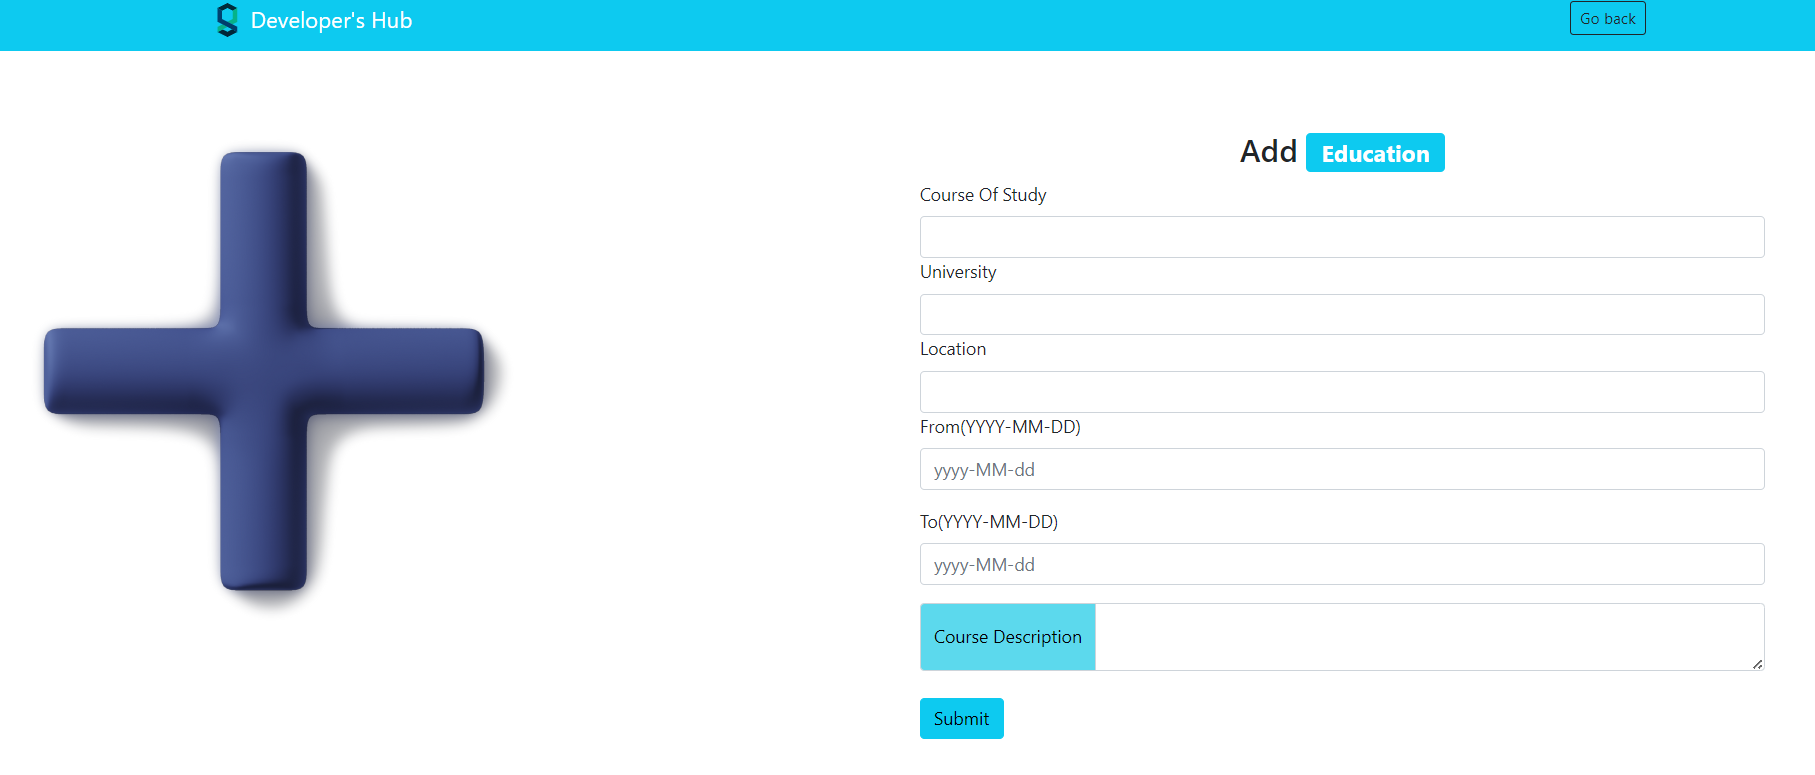 Developer's Hub
Go back
Add Education
Course Of Study
University
Location
From(YYYY-MM-DD)
yyyy-MM-dd
To(YYYY-MM-DD)
yyyy-MM-dd
Course Description
Submit